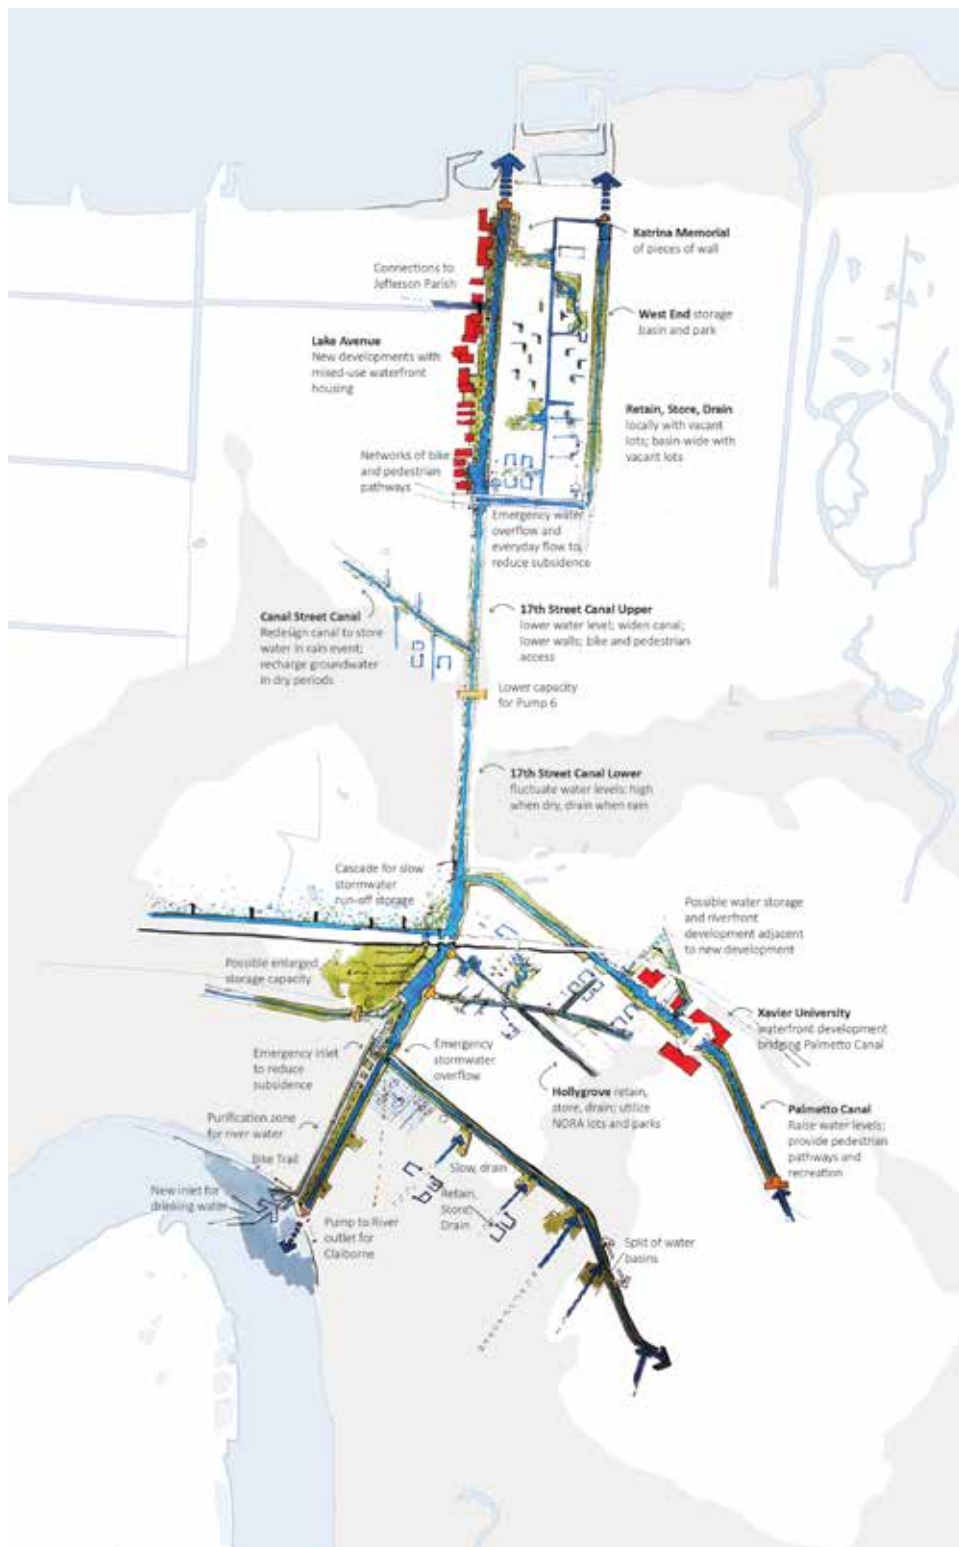 Katrina Memorial
of pieces of wall
Connections to
Jefferson Parish
West End storage
basin and park
Lake Avenue
New developments with
mixed-use waterfront
housing
Retain, Store, Drain
locally with vacant
lots; basin-wide with
vacant lots
Networks of bike
and pedestrian
pathways
Emergency water
overflow and
everyday flow to
reduce subsidence
Canal Street Canal
Redesign canal to store
water in rain event;
recharge groundwater
in dry periods
17th Street Canal Upper
lower water level; widen canal;
lower walls; bike and pedestrian
access
Lower capacity
for Pump 6
17th Street Canal Lower
fluctuate water levels: high
when dry, drain when rain
Cascade for slow
stormwater
run-off storage
Possible water storage
and riverfront
development adjacent
to new development
Possible enlarged
storage capacity
Xavier University
waterfront development
bridging Palmetto Canal
Emergency inlet
to reduce
subsidence
Emergency
stormwater
overflow
Hollygrove retain,
store, drain; utilize
NORA lots and parks
Palmetto Canal
Raise water levels;
provide pedestrian
pathways and
recreation
Purification zone
for river water
Bike Trail
Slow, drain
New inlet for
drinking water
Retain,
Store,
Drain
Pump to River
outlet for
Claiborne
Split of water
basins